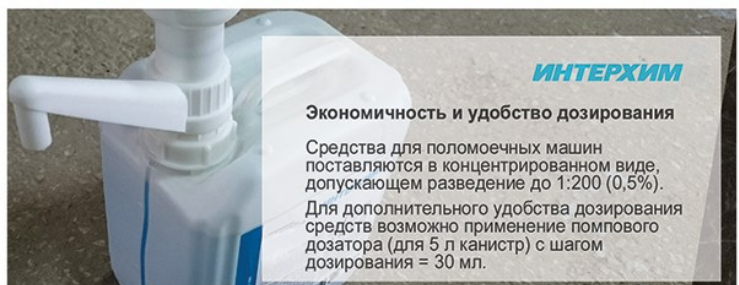 ИНТЕРХИМ
Экономичность и удобство дозирования
Средства для поломоечных машин
поставляются в концентрированном виде,
допускающем разведение до 1:200 (0,5%).
Для дополнительного удобства дозирования
средств возможно применение помпового
дозатора (для 5 л канистр) с шагом
дозирования = 30 мл.